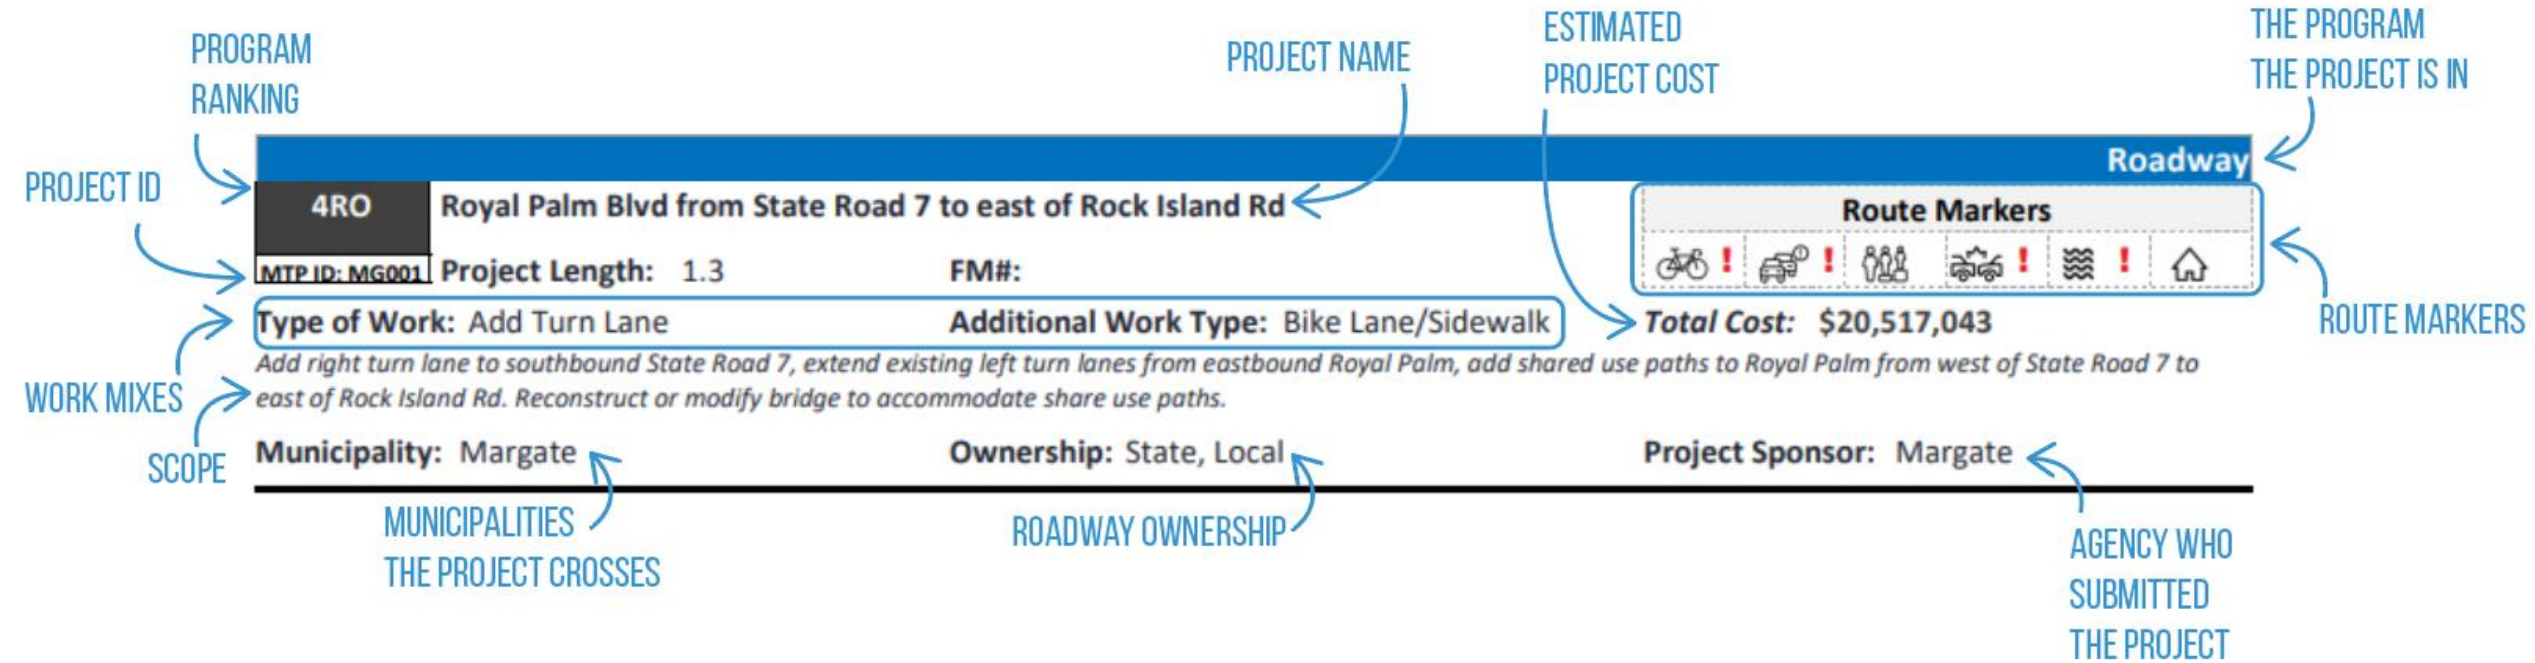 PROGRAM
RANKING
PROJECT NAME
ESTIMATED
PROJECT COST
THE PROGRAM
THE PROJECT IS IN
PROJECT ID
Roadway
4RO
Royal Palm Blvd from State Road 7 to east of Rock Island Rd
Route Markers
! ! ! !
MTP ID: MG001 Project Length: 1.3 FM#:
Type of Work: Add Turn Lane Additional Work Type: Bike Lane/Sidewalk Total Cost: $20,517,043
ROUTE MARKERS
Add right turn lane to southbound State Road 7, extend existing left turn lanes from eastbound Royal Palm, add shared use paths to Royal Palm from west of State Road 7 to
east of Rock Island Rd. Reconstruct or modify bridge to accommodate share use paths.
WORK MIXES
SCOPE
Municipality: Margate Ownership: State, Local Project Sponsor: Margate
MUNICIPALITIES
THE PROJECT CROSSES
ROADWAY OWNERSHIP
AGENCY WHO
SUBMITTED
THE PROJECT